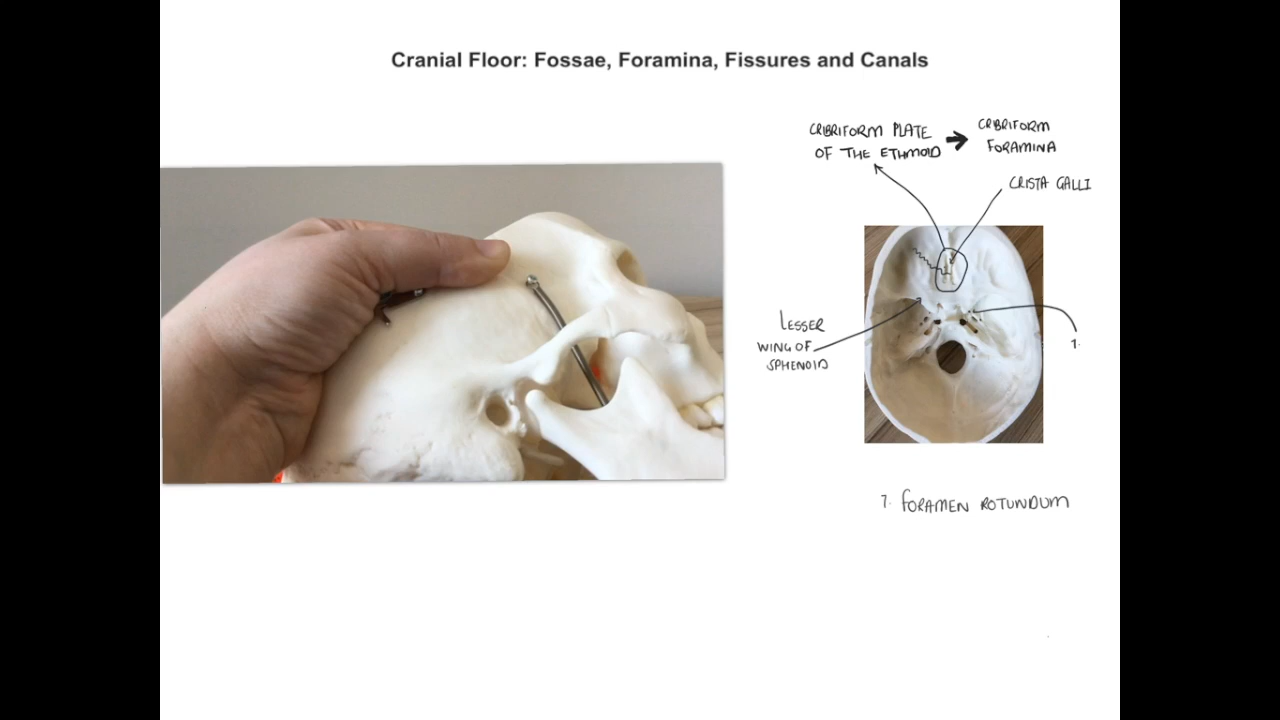 Cranial Floor: Fossae, Foramina, Fissures and Canals
CRIBRIFORM PLATE
OF THE ETHMOID
CRIBRIFORM
FORAMINA
CRISTA GALLI
LESSER
WING OF
SPHENOID
1.
1. FORAMEN ROTUNDUM